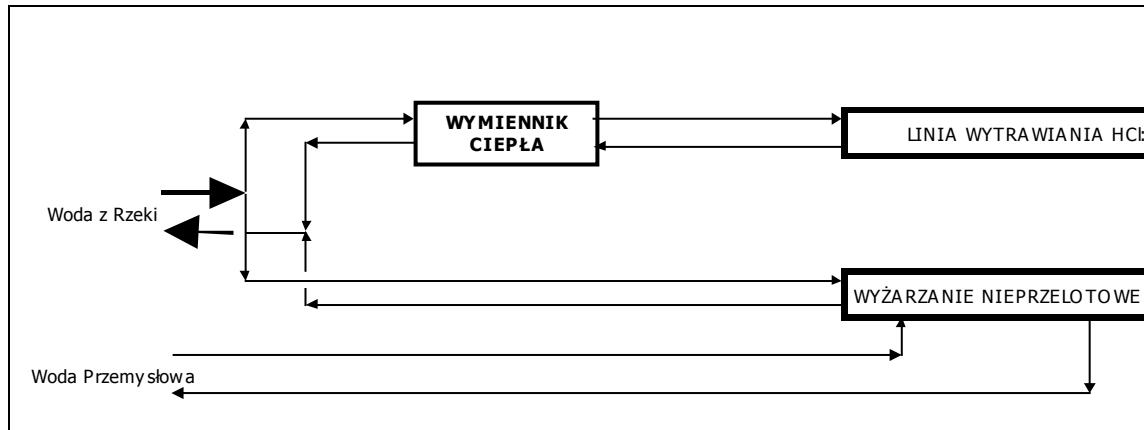 WYMIENNIK
CIEPŁA
LINIA WYTRAWIANIA HCl:
Woda z Rzeki
WYŻARZANIE NIEPRZELOTOWE
Woda Przemysłowa